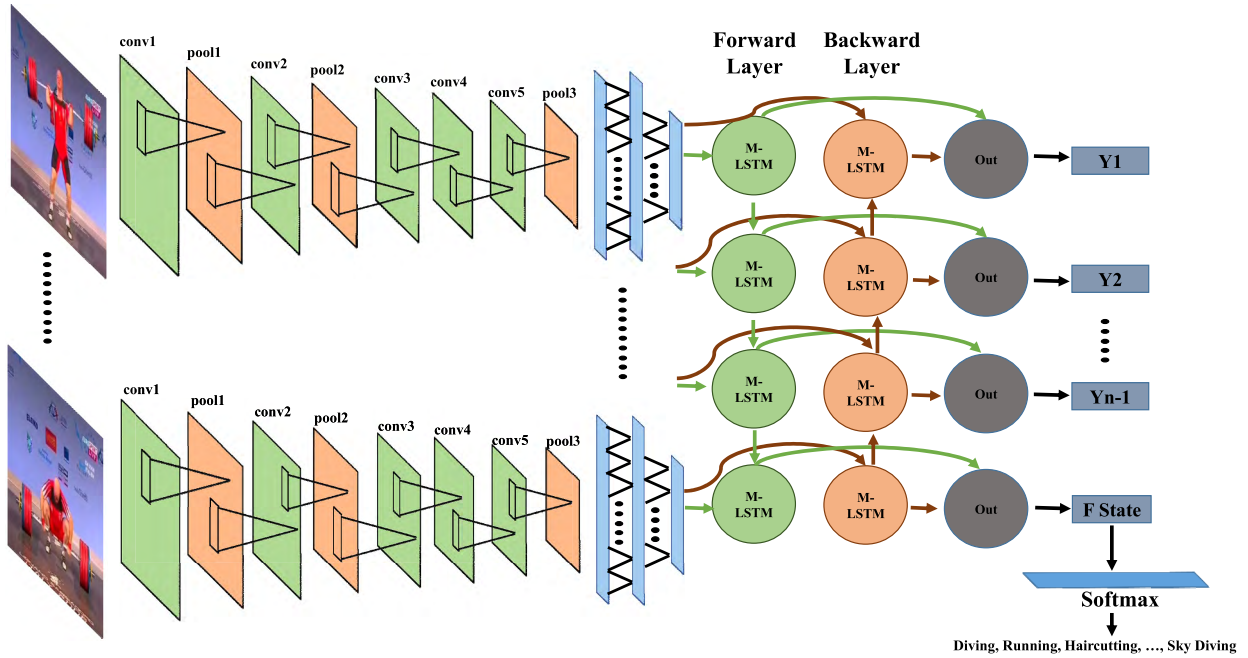 conv1
pool1
conv2
pool2
conv3
conv4
conv5
pool3
Forward
Layer
Backward
Layer
M-
LSTM
M-
LSTM
Out
Y1
M-
LSTM
M-
LSTM
Out
Y2
M-
LSTM
M-
LSTM
Out
Yn-1
conv1
pool1
conv2
pool2
conv3
conv4
conv5
pool3
M-
LSTM
M-
LSTM
Out
F State
Softmax
Diving, Running, Haircutting, …, Sky Diving